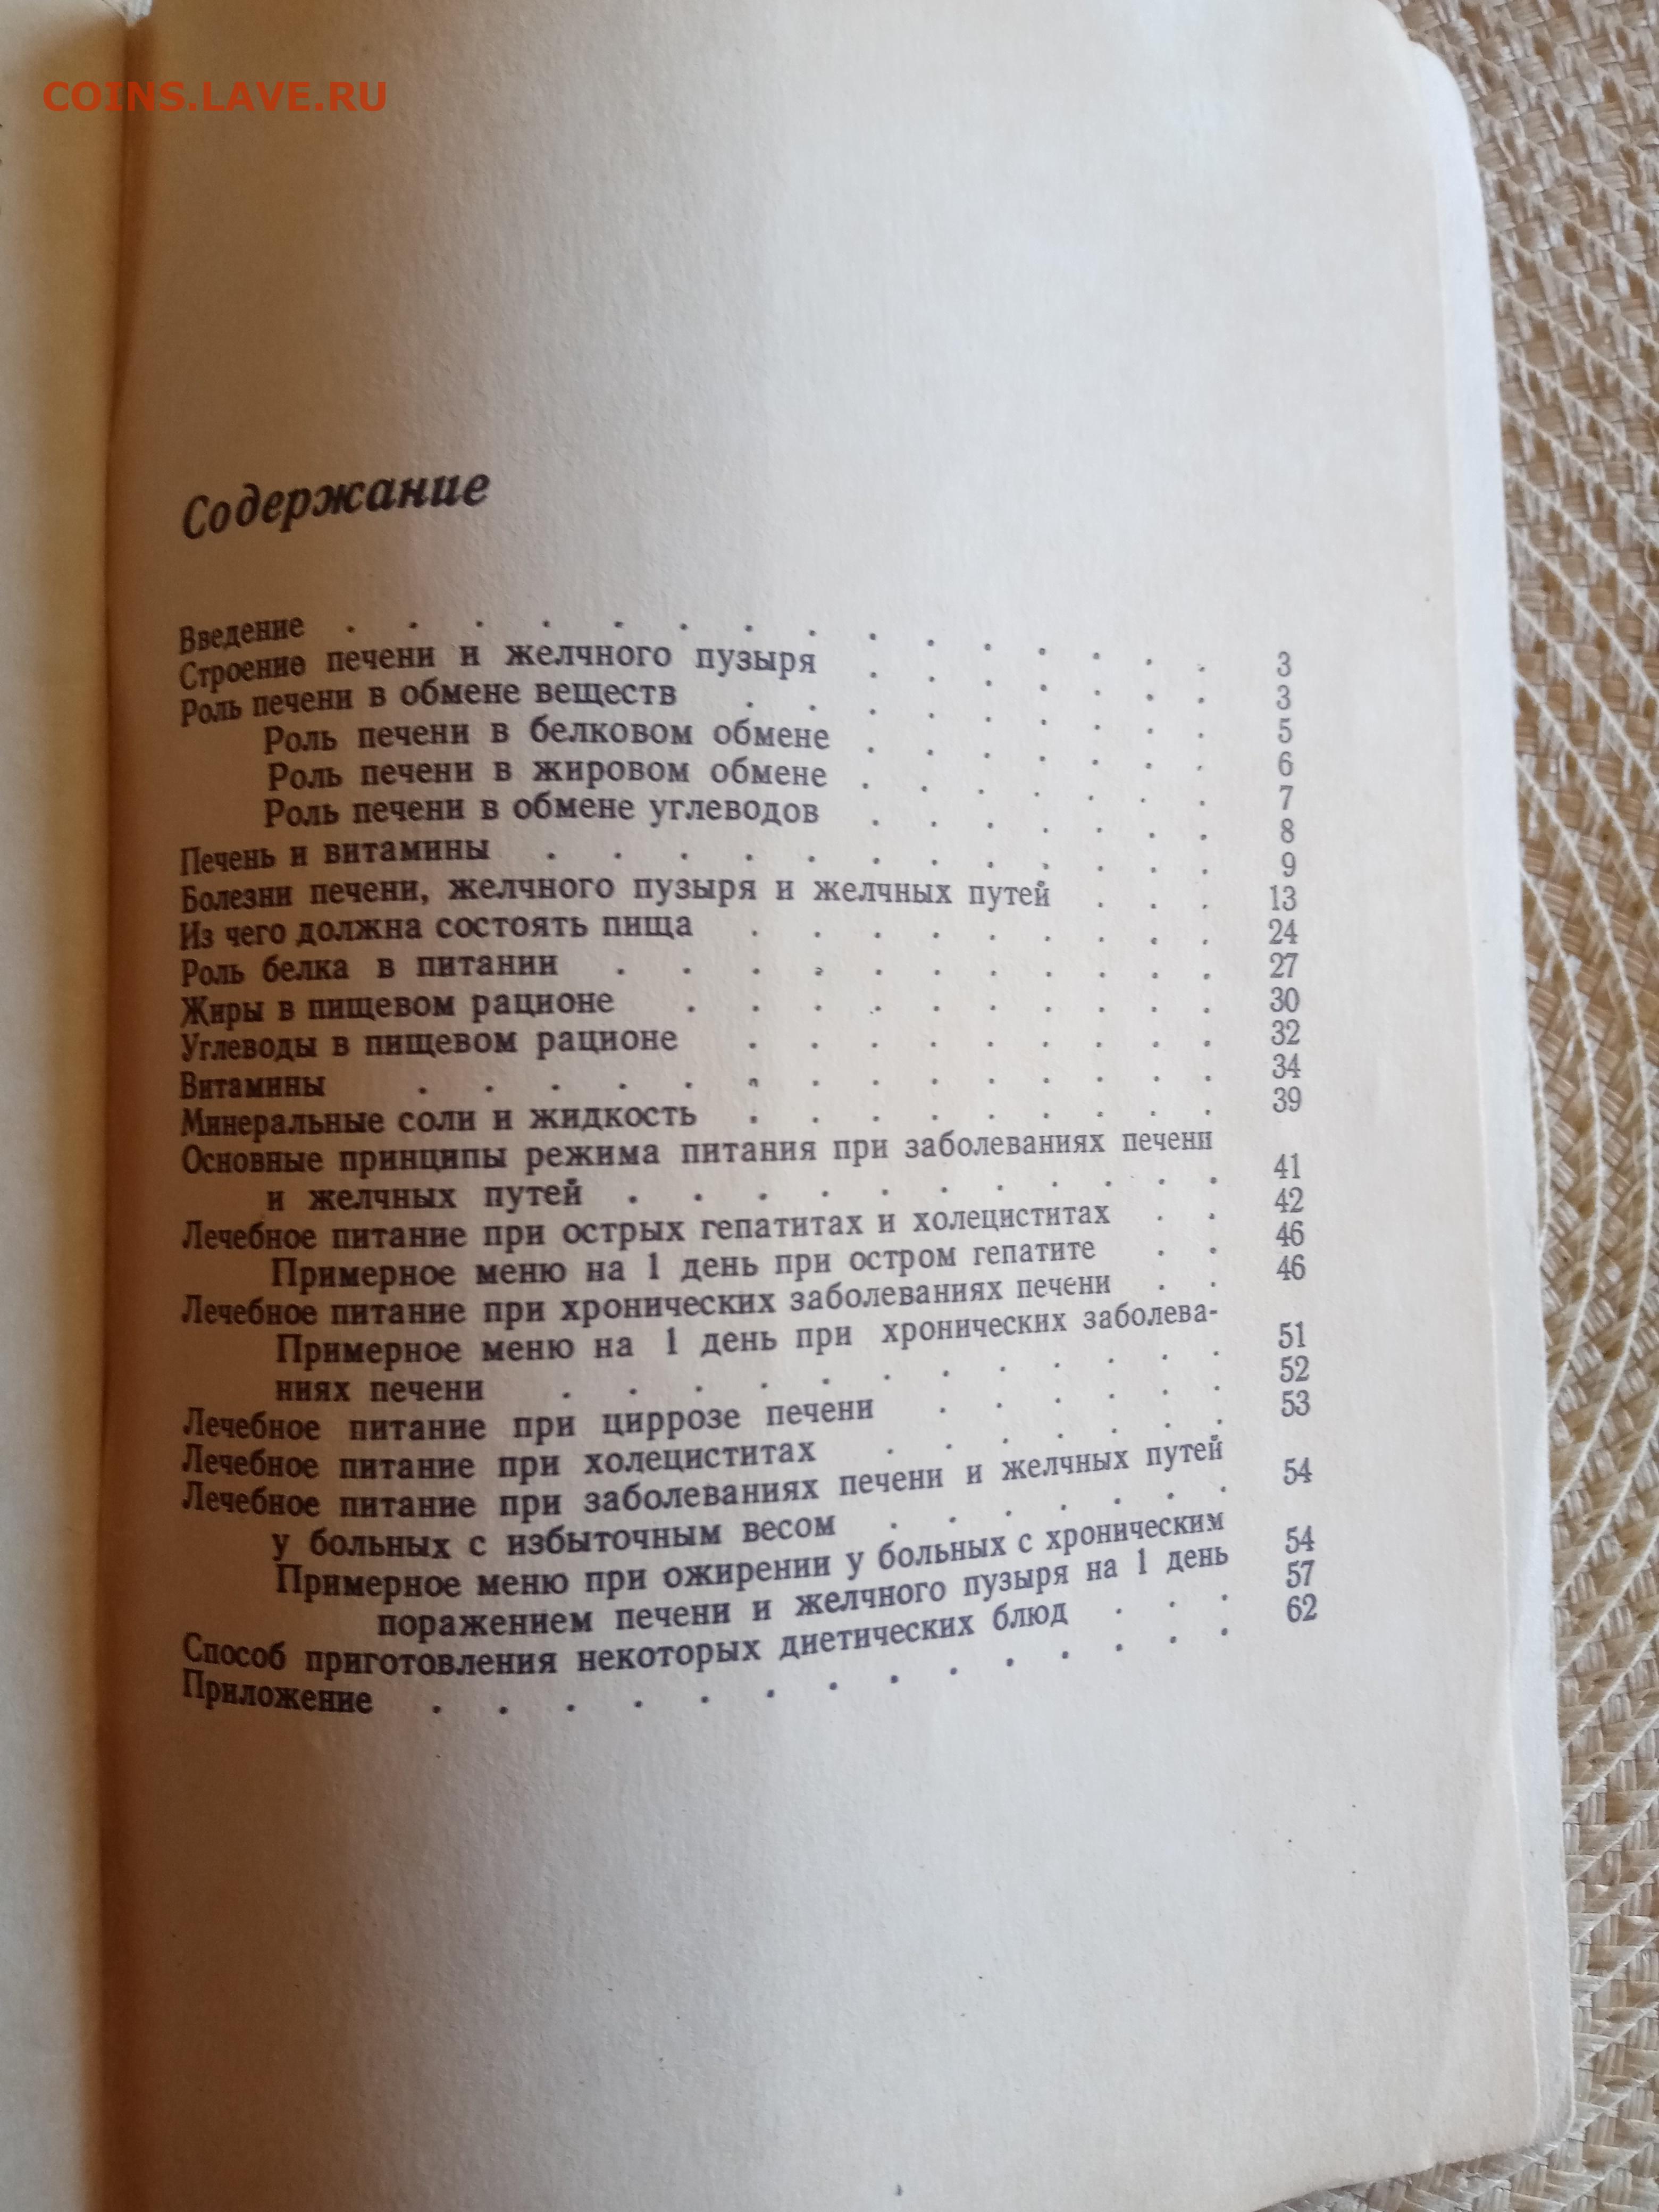 COINS.LAVE.RU
Содержание
Введение . . . . . . . . . . . . . . 3
Строение печени и желчного пузыря . . . . . . . 3
Роль печени в обмене веществ . . . . . . . . 5
Роль печени в белковом обмене . . . . . . . 6
Роль печени в жировом обмене . . . . . . . 7
Роль печени в обмене углеводов . . . . . . . 8
Печень и витамины . . . . . . . . . . . 9
Болезни печени, желчного пузыря и желчных путей . . . 13
Из чего должна состоять пища . . . . . . . . . 24
Роль белка в питании . . . . . . . . . . 27
Жиры в пищевом рационе . . . . . . . . . 30
Углеводы в пищевом рационе . . . . . . . . . 32
Витамины . . . . . . . . . . . . . 34
Минеральные соли и жидкость . . . . . . . . . 39
Основные принципы режима питания при заболеваниях печени
и желчных путей . . . . . . . . . . 41
Лечебное питание при острых гепатитах и холециститах . . 42
Примерное меню на 1 день при остром гепатите . . 46
Лечебное питание при хронических заболеваниях печени . . 46
Примерное меню на 1 день при хронических заболева-
ниях печени . . . . . . . . . . . 51
Лечебное питание при циррозе печени . . . . . . 52
Лечебное питание при холециститах . . . . . . . 53
Лечебное питание при заболеваниях печени и желчных путей
у больных с избыточным весом . . . . . . 54
Примерное меню при ожирении у больных с хроническим
поражением печени и желчного пузыря на 1 день 54
Способ приготовления некоторых диетических блюд . . . 57
Приложение . . . . . . . . . . . . . 62